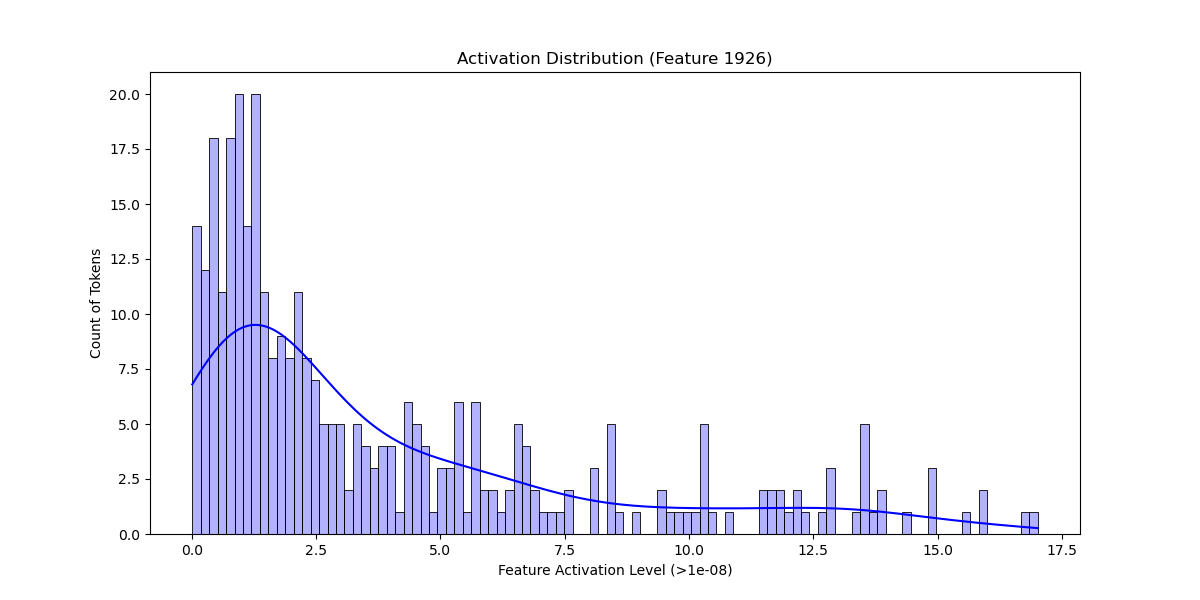 Activation Distribution (Feature 1926)
20.0
17.5
15.0
12.5
10.0
7.5
5.0
2.5
0.0
Count of Tokens
0.0 2.5 5.0 7.5 10.0 12.5 15.0 17.5
Feature Activation Level (>1e-08)